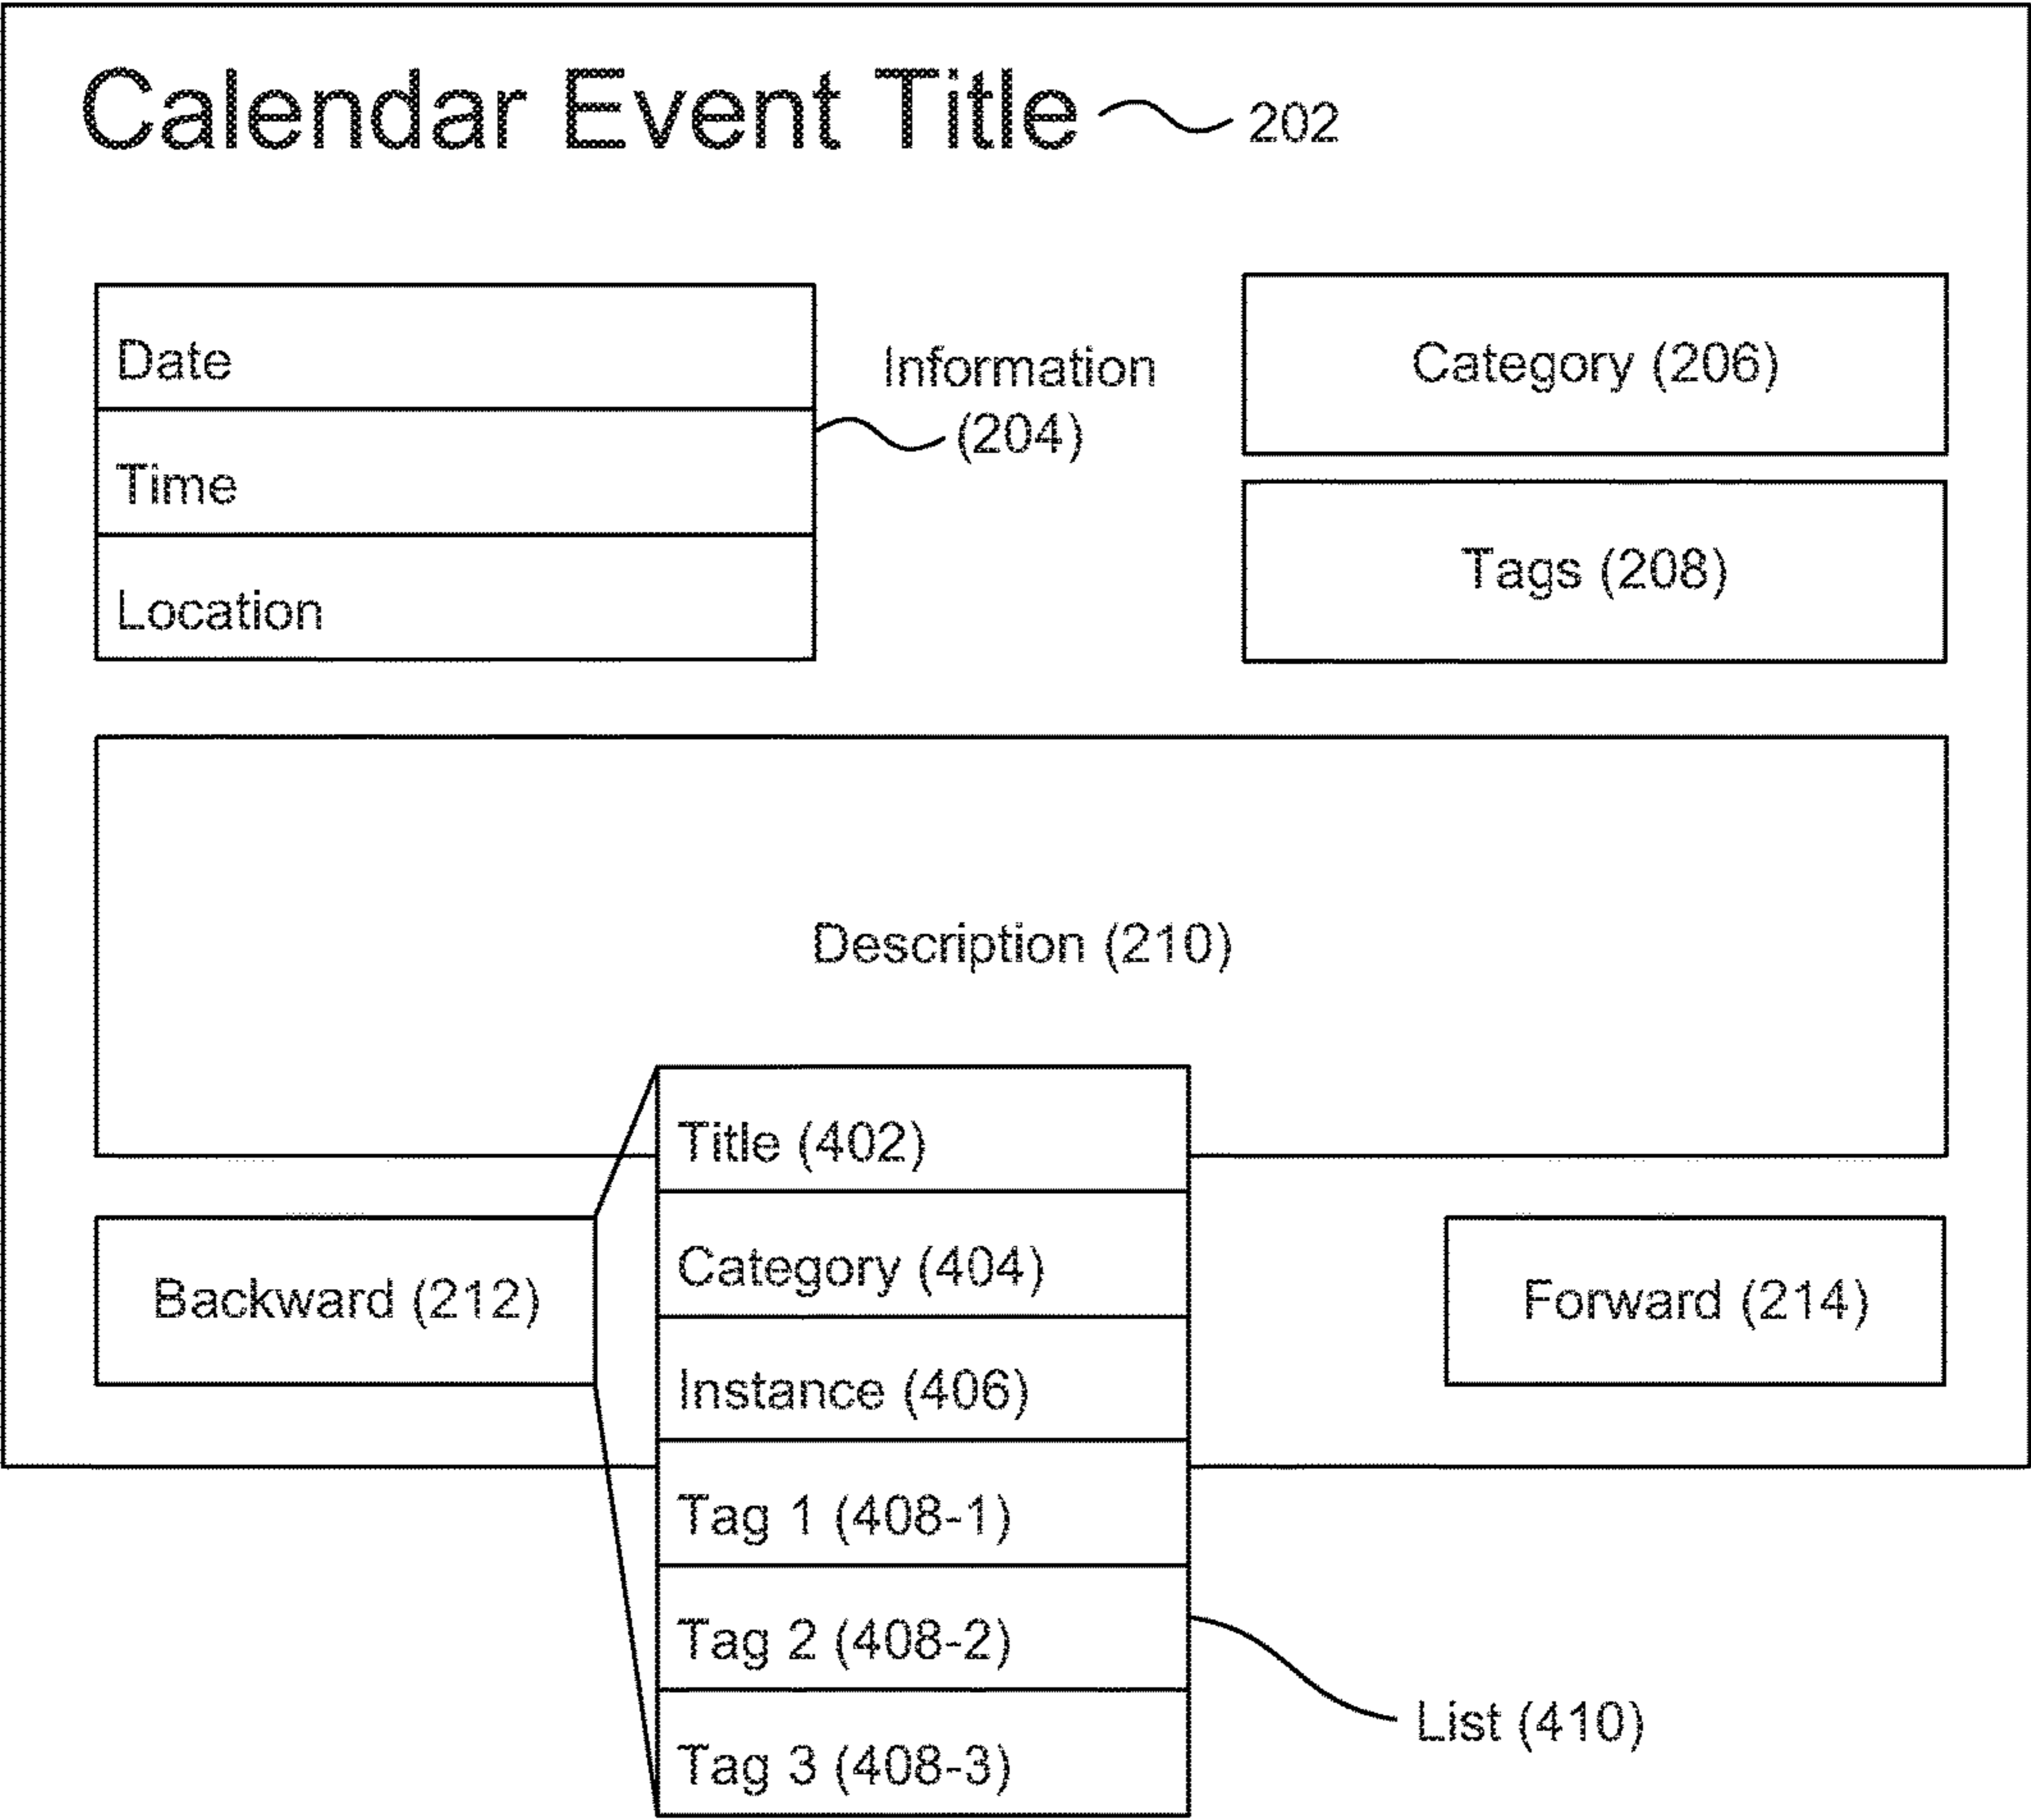 Calendar Event Title
202
Date
Time
Location
Information
(204)
Category (206)
Tags (208)
Description (210)
Backward (212)
Title (402)
Category (404)
Instance (406)
Tag 1 (408-1)
Tag 2 (408-2)
Tag 3 (408-3)
Forward (214)
List (410)